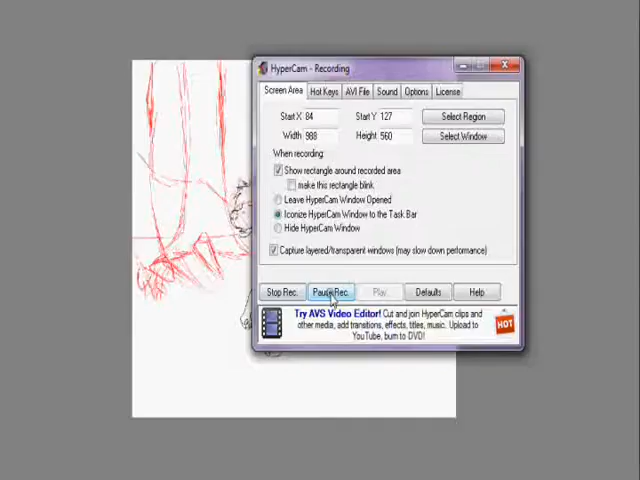 HyperCam - Recording
Screen Area Hot Keys AVI File Sound Options License
Start X 84 Start Y 127 Select Region
Width 988 Height 560 Select Window
When recording:
Show rectangle around recorded area
make this rectangle blink
Leave HyperCam Window Opened
Iconize HyperCam Window to the Task Bar
Hide HyperCam Window
Capture layered/transparent windows (may slow down performance)
Stop Rec. Pause Rec. Play Defaults Help
Try AVS Video Editor! Cut and join HyperCam clips and
other media, add transitions, effects, titles, music. Upload to
YouTube, burn to DVD!
HOT